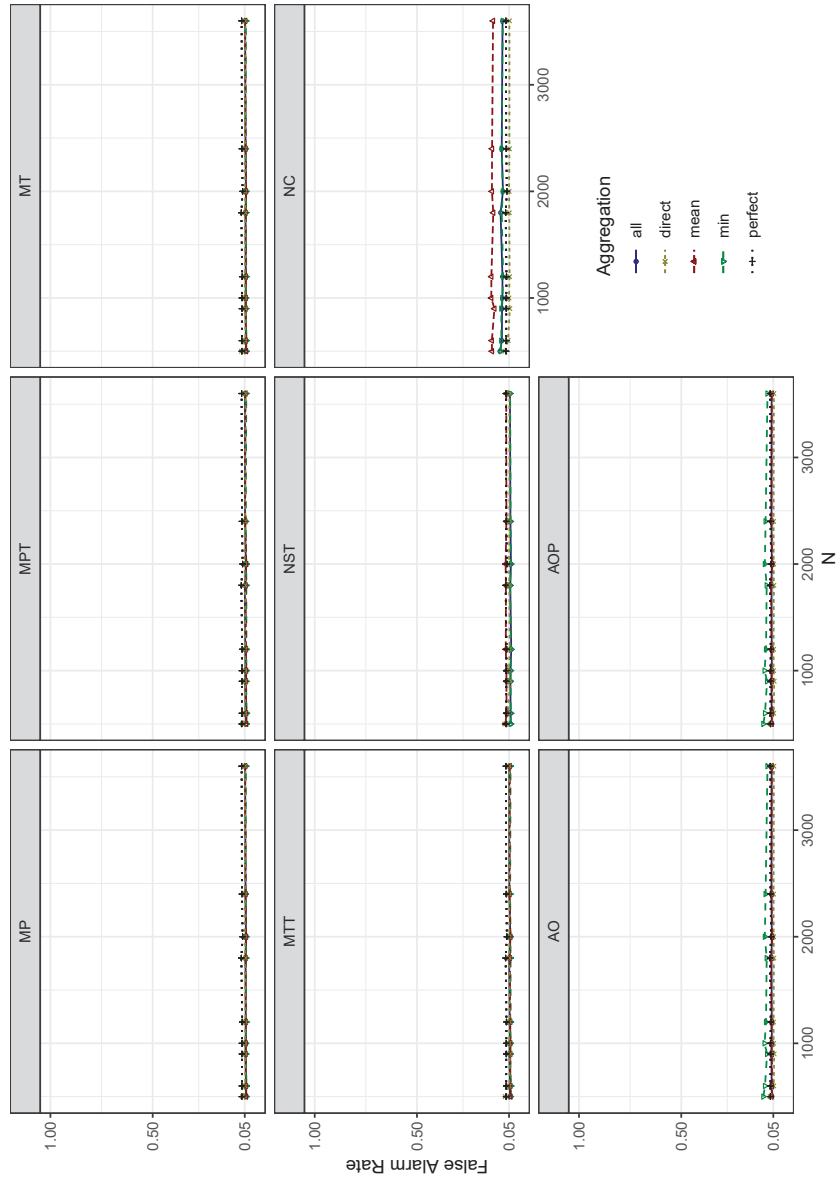 MP
MPT
MT
1.00
0.50
0.05
MTT
NST
NC
1.00
0.50
0.05
1000
2000
3000
AO
AOP
1.00
0.50
0.05
1000
2000
3000
1000
2000
3000
False Alarm Rate
N
Aggregation
all
direct
mean
min
perfect